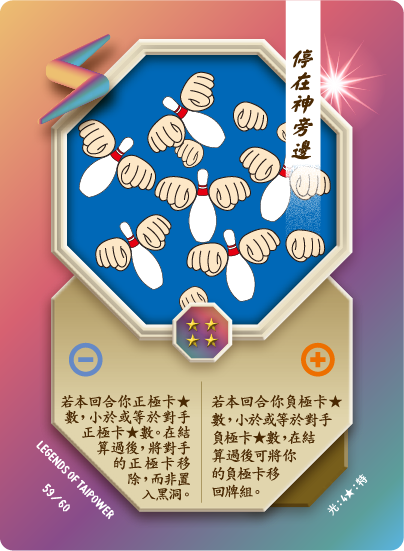 停在神旁邊
若本回合你正極卡★
數，小於或等於對手
正極卡★數。在結
算過後，將對手
的正極卡移
除，而非置
入黑洞。
若本回合你負極卡★
數，小於或等於對手
負極卡★數，在結
算過後可將你
的負極卡移
回牌組。
LEGENDS OF TAIPOWER
59/60
光：4★：特